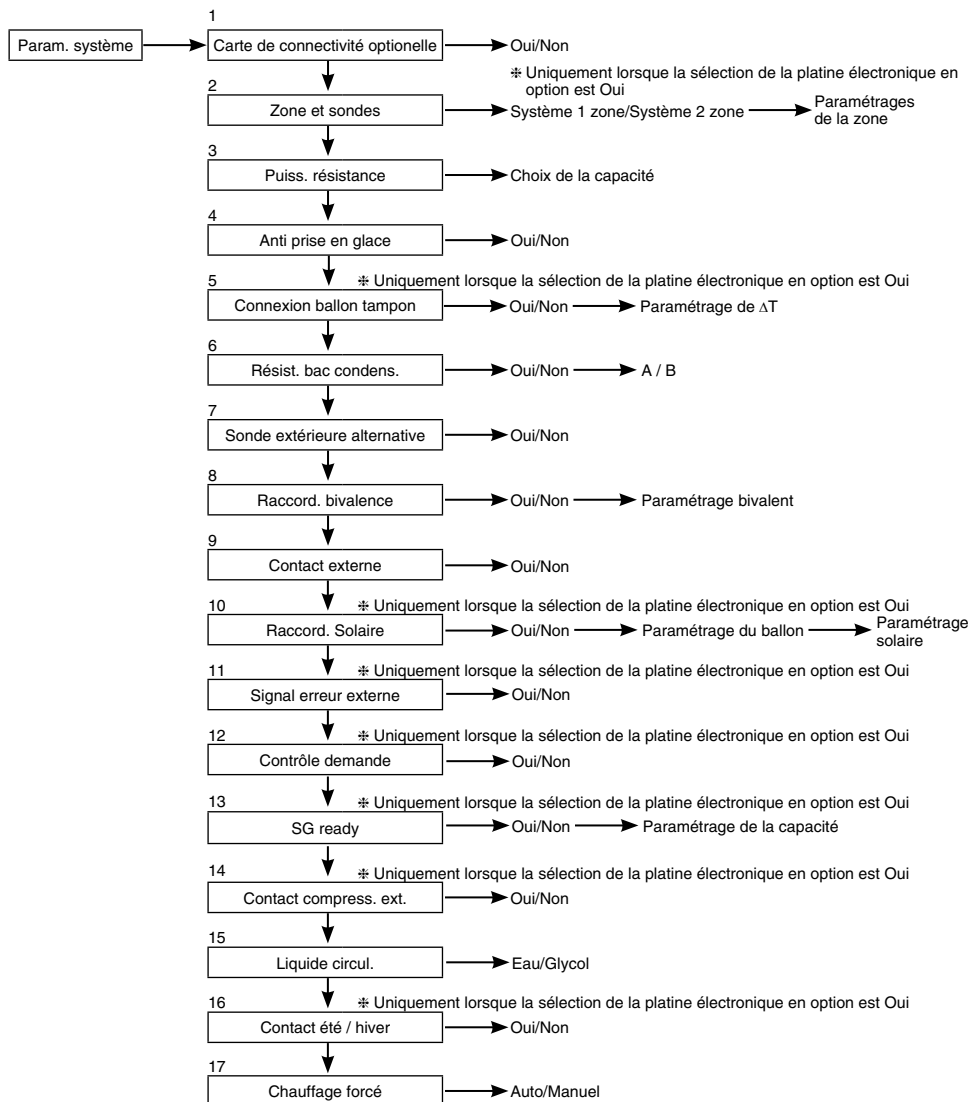 1
Param. système
Carte de connectivité optionelle
Oui/Non
❈ Uniquement lorsque la sélection de la platine électronique en
option est Oui
2
Zone et sondes
Système 1 zone/Système 2 zone
Paramétrages
de la zone
3
Puiss. résistance
Choix de la capacité
4
Anti prise en glace
Oui/Non
❈ Uniquement lorsque la sélection de la platine électronique en option est Oui
5
Connexion ballon tampon
Oui/Non
Paramétrage de ΔT
6
Résist. bac condens.
Oui/Non
A / B
7
Sonde extérieure alternative
Oui/Non
8
Raccord. bivalence
Oui/Non
Paramétrage bivalent
9
Contact externe
Oui/Non
10
❈ Uniquement lorsque la sélection de la platine électronique en option est Oui
Raccord. Solaire
Oui/Non
Paramétrage du ballon
Paramétrage
solaire
11
❈ Uniquement lorsque la sélection de la platine électronique en option est Oui
Signal erreur externe
Oui/Non
12
❈ Uniquement lorsque la sélection de la platine électronique en option est Oui
Contrôle demande
Oui/Non
13
❈ Uniquement lorsque la sélection de la platine électronique en option est Oui
SG ready
Oui/Non
Paramétrage de la capacité
14
❈ Uniquement lorsque la sélection de la platine électronique en option est Oui
Contact compress. ext.
Oui/Non
15
Liquide circul.
Eau/Glycol
16
❈ Uniquement lorsque la sélection de la platine électronique en option est Oui
Contact été / hiver
Oui/Non
17
Chauffage forcé
Auto/Manuel